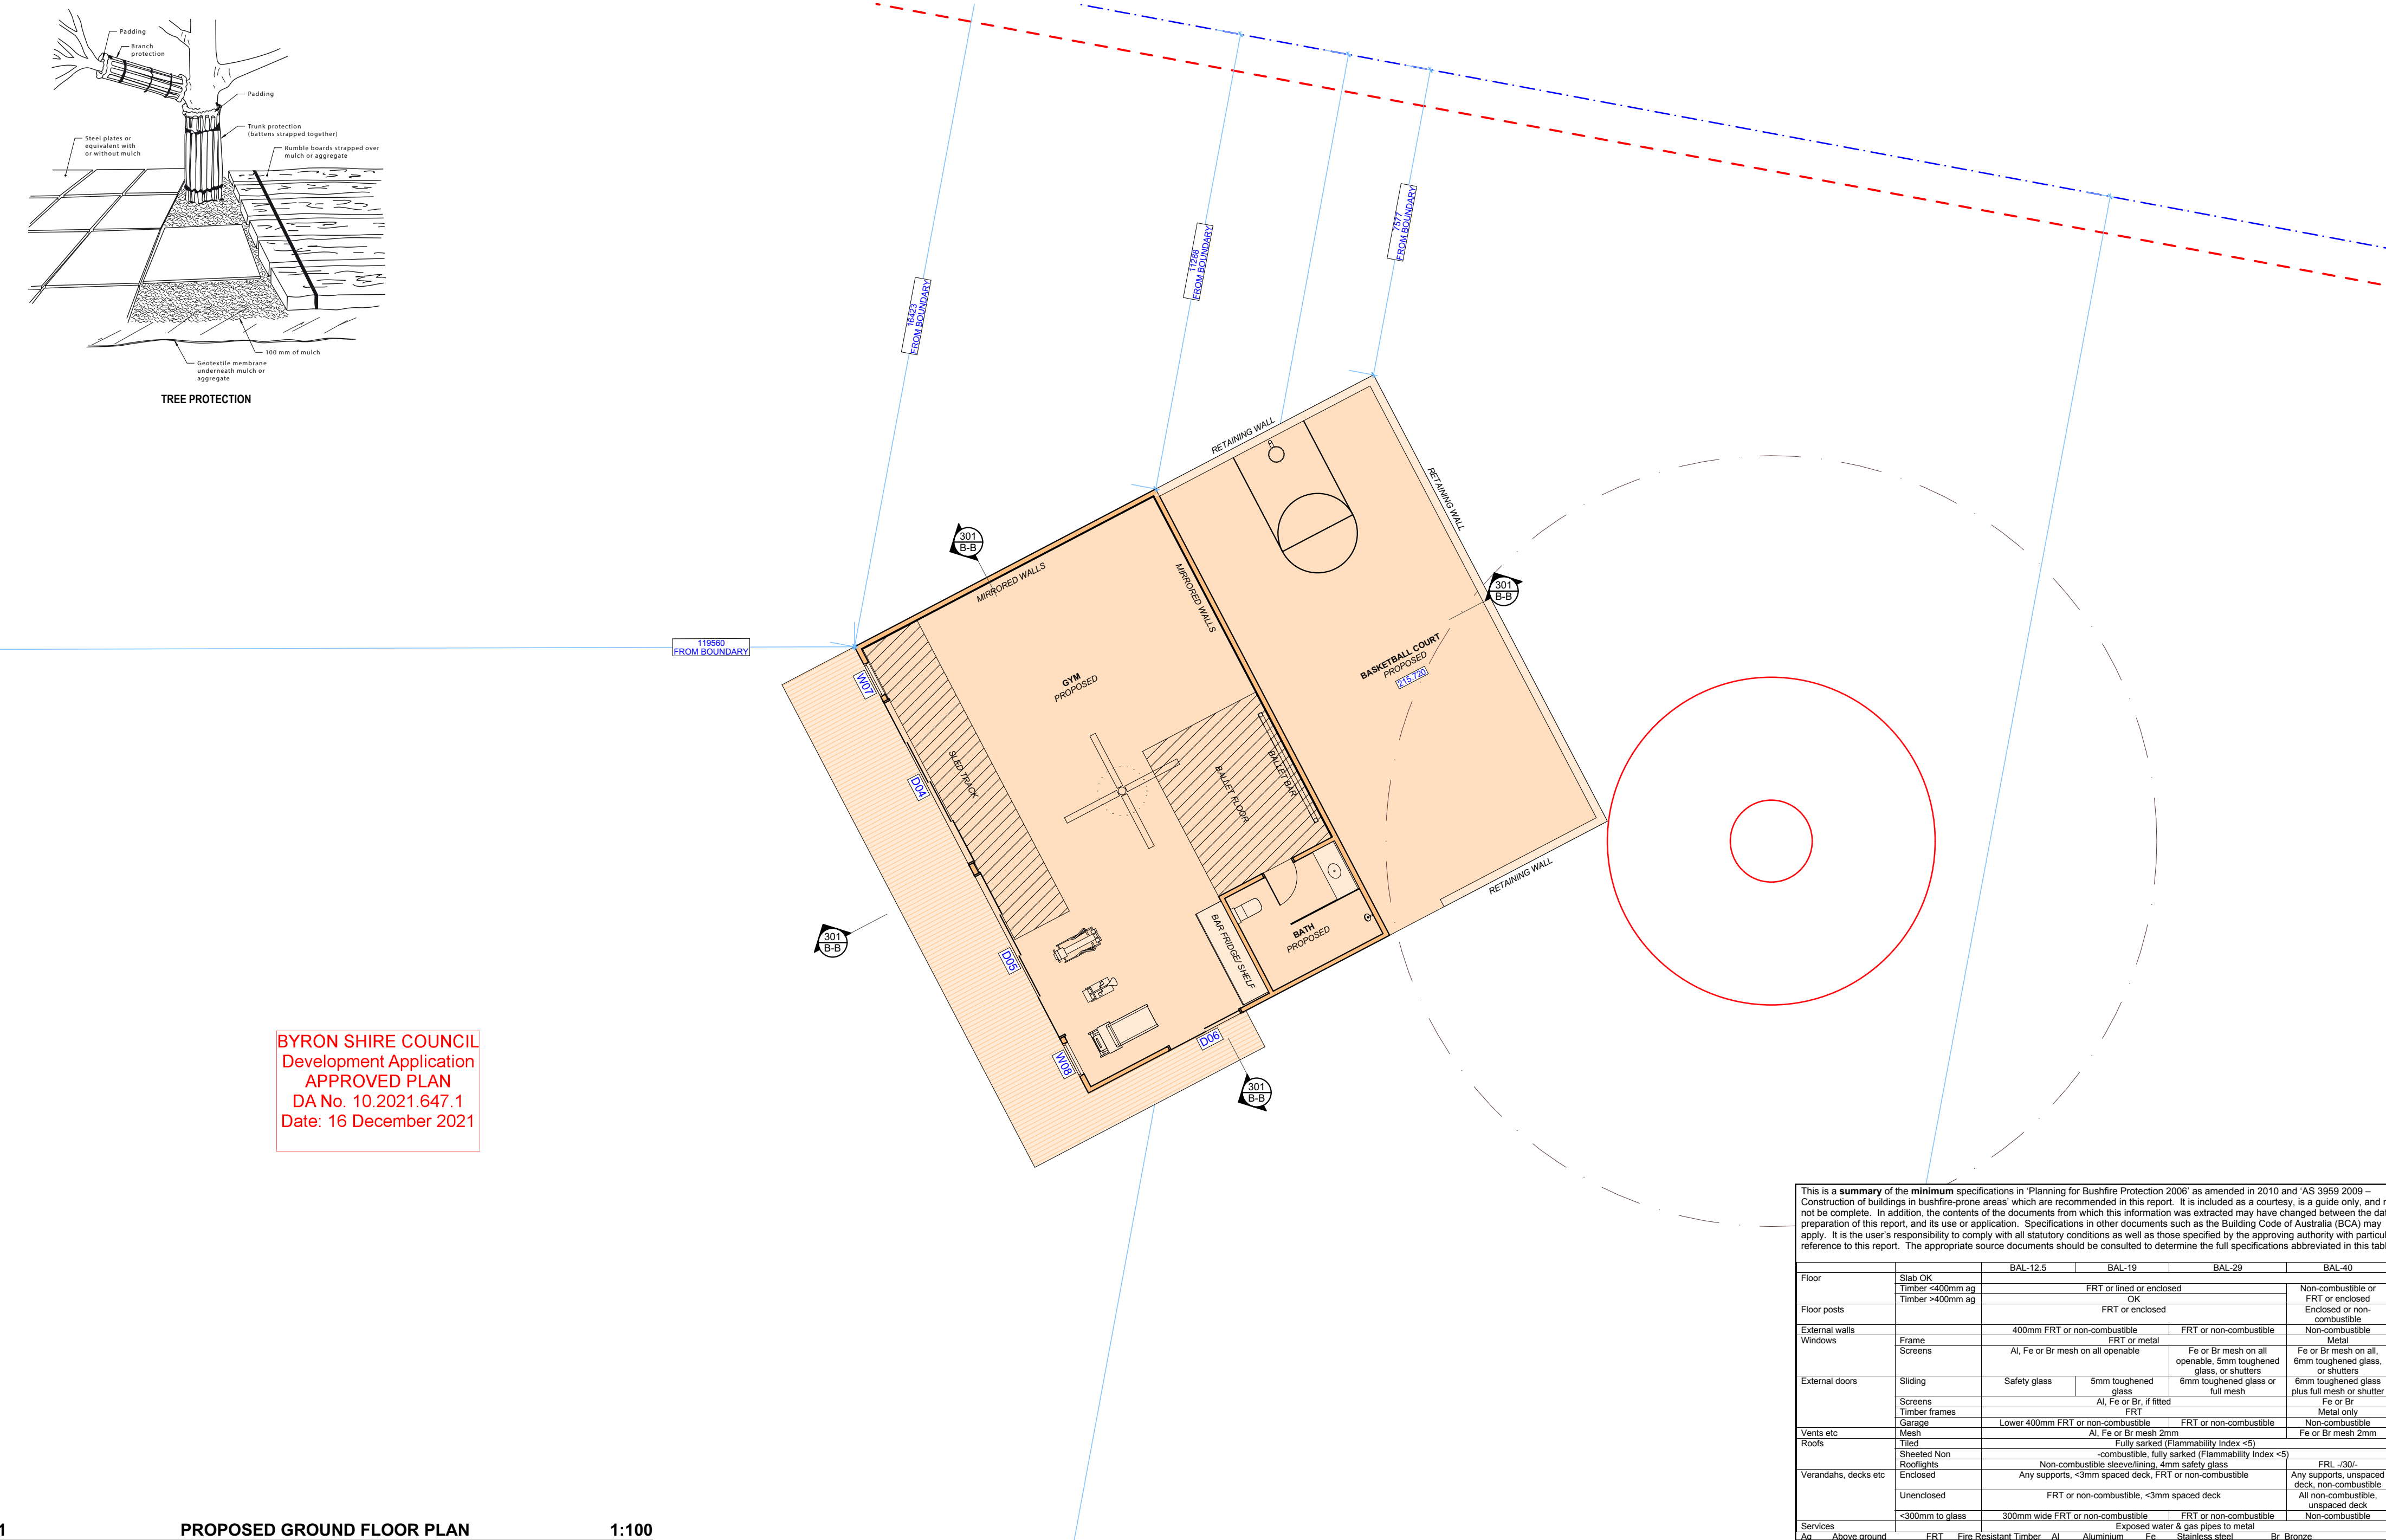 Padding
Branch
protection
Padding
Trunk protection
(battens strapped together)
Steel plates or
equivalent with
or without mulch
Rumble boards strapped over
mulch or aggregate
100 mm of mulch
Geotextile membrane
underneath mulch or
aggregate
TREE PROTECTION
16423
FROM BOUNDARY
11288
FROM BOUNDARY
7577
FROM BOUNDARY
119560
FROM BOUNDARY
RETAINING WALL
RETAINING WALL
RETAINING WALL
301
B-B
301
B-B
301
B-B
301
B-B
MIRRORED WALLS
MIRRORED WALLS
GYM
PROPOSED
BASKETBALL COURT
PROPOSED
215.720
W07
D04
SLED TRACK
BALLET FLOOR
BALLET BAR
D05
BAR FRIDGE/ SHELF
BATH
PROPOSED
W08
D06
BYRON SHIRE COUNCIL
Development Application
APPROVED PLAN
DA No. 10.2021.647.1
Date: 16 December 2021
This is a summary of the minimum specifications in 'Planning for Bushfire Protection 2006' as amended in 2010 and 'AS 3959 2009 –
Construction of buildings in bushfire-prone areas' which are recommended in this report. It is included as a courtesy, is a guide only, and
not be complete. In addition, the contents of the documents from which this information was extracted may have changed between the
preparation of this report, and its use or application. Specifications in other documents such as the Building Code of Australia (BCA) may
apply. It is the user's responsibility to comply with all statutory conditions as well as those specified by the approving authority with
reference to this report. The appropriate source documents should be consulted to determine the full specifications abbreviated in this
BAL-12.5 BAL-19 BAL-29 BAL-40
Floor Slab OK
Timber <400mm ag FRT or lined or enclosed Non-combustible or
Timber >400mm ag OK FRT or enclosed
Floor posts FRT or enclosed Enclosed or non-
combustible
External walls 400mm FRT or non-combustible FRT or non-combustible Non-combustible
Windows Frame FRT or metal Metal
Screens Al, Fe or Br mesh on all openable Fe or Br mesh on all Fe or Br mesh on all,
openable, 5mm toughened 6mm toughened glass,
glass, or shutters or shutters
External doors Sliding Safety glass 5mm toughened 6mm toughened glass or 6mm toughened glass
glass full mesh plus full mesh or shutter
Screens Al, Fe or Br, if fitted Fe or Br
Timber frames FRT Metal only
Garage Lower 400mm FRT or non-combustible FRT or non-combustible Non-combustible
Vents etc Mesh Al, Fe or Br mesh 2mm Fe or Br mesh 2mm
Roofs Tiled Fully sarked (Flammability Index <5)
Sheeted Non -combustible, fully sarked (Flammability Index <5)
Rooflights Non-combustible sleeve/lining, 4mm safety glass FRL -/30/-
Verandahs, decks etc Enclosed Any supports, <3mm spaced deck, FRT or non-combustible Any supports, unspaced
deck, non-combustible
Unenclosed FRT or non-combustible, <3mm spaced deck All non-combustible,
unspaced deck
<300mm to glass 300mm wide FRT or non-combustible FRT or non-combustible Non-combustible
Services Exposed water & gas pipes to metal
Ag Above ground FRT Fire Resistant Timber Al Aluminium Fe Stainless steel Br Bronze
1 PROPOSED GROUND FLOOR PLAN 1:100